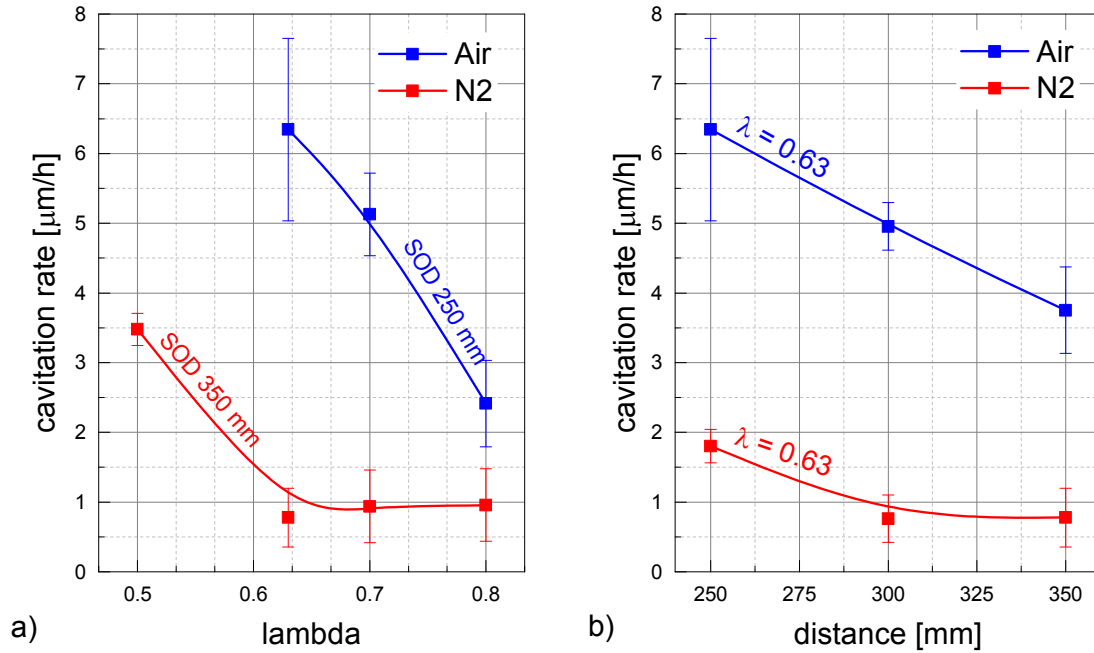 8
7
6
5
4
3
2
1
0
cavitation rate [μm/h]
Air
N2
SOD 250 mm
SOD 350 mm
0.5 0.6 0.7 0.8
lambda
a)
8
7
6
5
4
3
2
1
0
cavitation rate [μm/h]
Air
N2
λ = 0.63
λ = 0.63
250 275 300 325 350
distance [mm]
b)